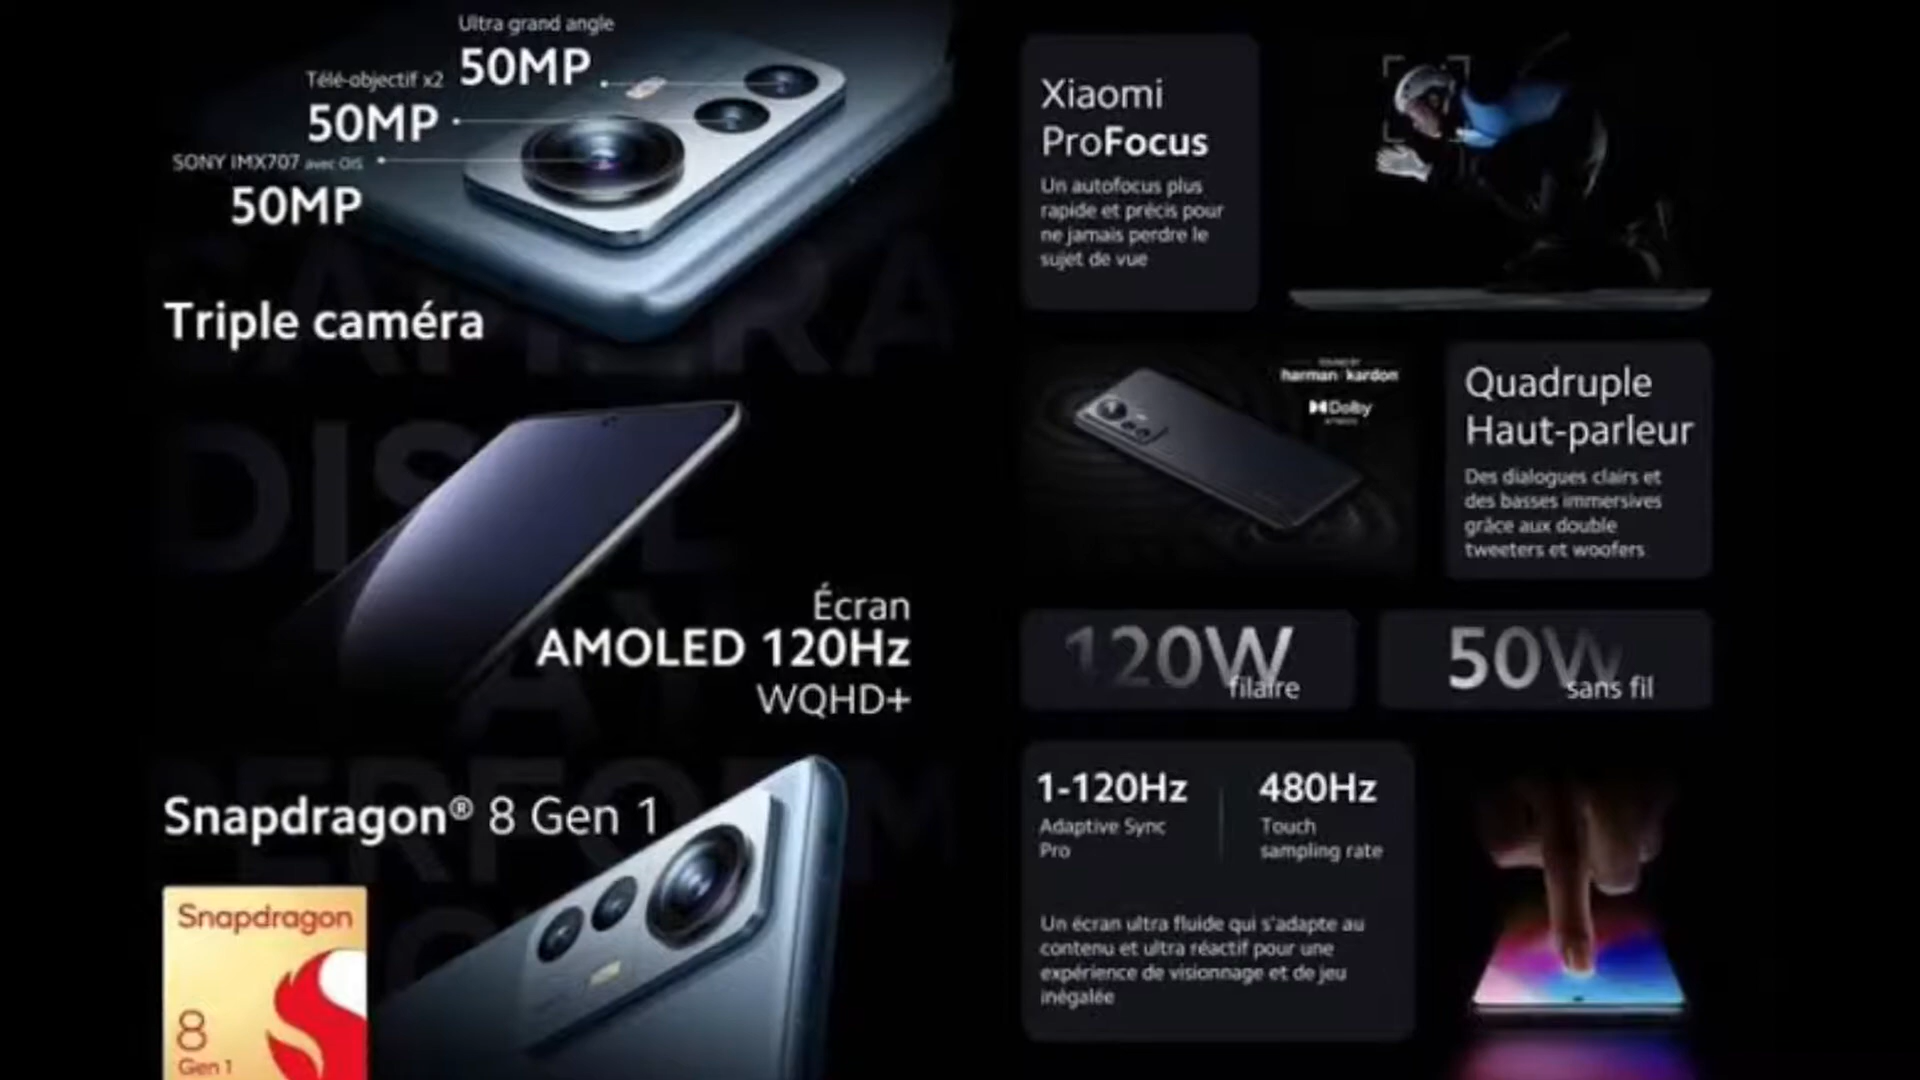 Ultra grand angle
50MP
Télé-objectif x2
50MP
SONY IMX707 avec OIS
50MP
Triple caméra
Écran
AMOLED 120Hz
WQHD+
Snapdragon® 8 Gen 1
Snapdragon
8
Gen 1
Xiaomi
ProFocus
Un autofocus plus
rapide et précis pour
ne jamais perdre le
sujet de vue
harman/kardon
Dolby
Quadruple
Haut-parleur
Des dialogues clairs et
des basses immersives
grâce aux double
tweeters et woofers
120W
filaire
50W
sans fil
1-120Hz
Adaptive Sync
Pro
480Hz
Touch
sampling rate
Un écran ultra fluide qui s'adapte au
contenu et ultra réactif pour une
expérience de visionnage et de jeu
inégalée